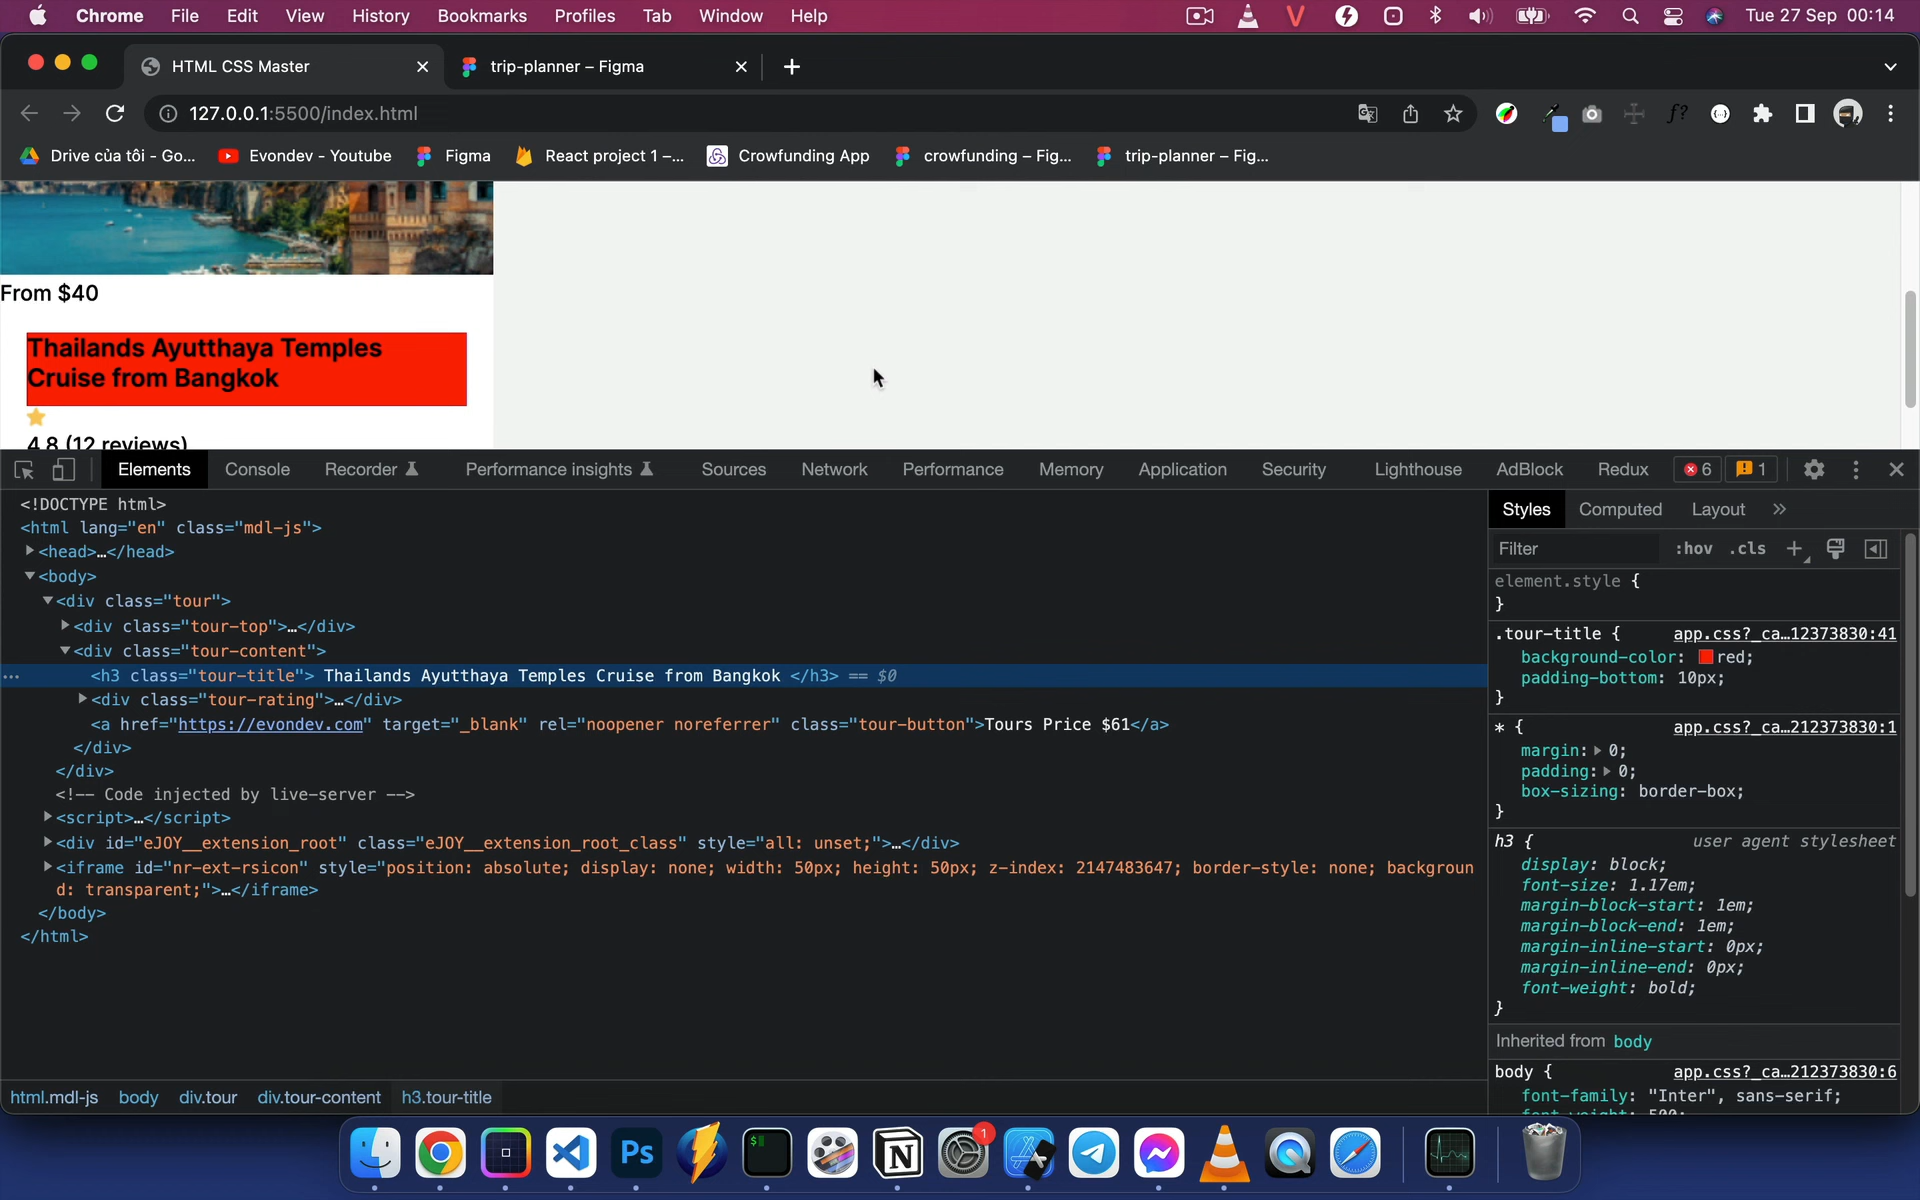 Chrome File Edit View History Bookmarks Profiles Tab Window Help Tue 27 Sep 00:14
HTML CSS Master trip-planner – Figma
127.0.0.1:5500/index.html
Drive của tôi - Go... Evondev - Youtube Figma React project 1 –... Crowfunding App crowfunding – Fig... trip-planner – Fig...
From $40
Thailands Ayutthaya Temples
Cruise from Bangkok
4.8 (12 reviews)
Elements Console Recorder Performance insights Sources Network Performance Memory Application Security Lighthouse AdBlock Redux 6 1
<!DOCTYPE html>
<html lang="en" class="mdl-js">
<head>…</head>
<body>
<div class="tour">
<div class="tour-top">…</div>
<div class="tour-content">
<h3 class="tour-title"> Thailands Ayutthaya Temples Cruise from Bangkok </h3> == $0
<div class="tour-rating">…</div>
<a href="https://evondev.com" target="_blank" rel="noopener noreferrer" class="tour-button">Tours Price $61</a>
</div>
</div>
<!-- Code injected by live-server -->
<script>…</script>
<div id="eJOY__extension_root" class="eJOY__extension_root_class" style="all: unset;">…</div>
<iframe id="nr-ext-rsicon" style="position: absolute; display: none; width: 50px; height: 50px; z-index: 2147483647; border-style: none; backgroun
d: transparent;">…</iframe>
</body>
</html>
html.mdl-js body div.tour div.tour-content h3.tour-title
Styles Computed Layout »
Filter :hov .cls +
element.style {
}
.tour-title { app.css?_ca…12373830:41
background-color: red;
padding-bottom: 10px;
}
* { app.css?_ca…212373830:1
margin: 0;
padding: 0;
box-sizing: border-box;
}
h3 { user agent stylesheet
display: block;
font-size: 1.17em;
margin-block-start: 1em;
margin-block-end: 1em;
margin-inline-start: 0px;
margin-inline-end: 0px;
font-weight: bold;
}
Inherited from body
body { app.css?_ca…212373830:6
font-family: "Inter", sans-serif;
font-weight: 500;
Ps
1